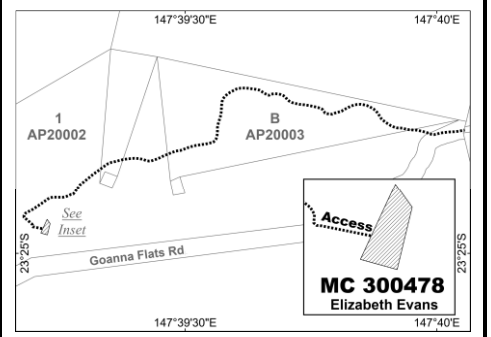 147°39'30"E
147°40'E
1
AP20002
B
AP20003
See
Inset
Access
23°25'S
23°25'S
Goanna Flats Rd
MC 300478
Elizabeth Evans
147°39'30"E
147°40'E